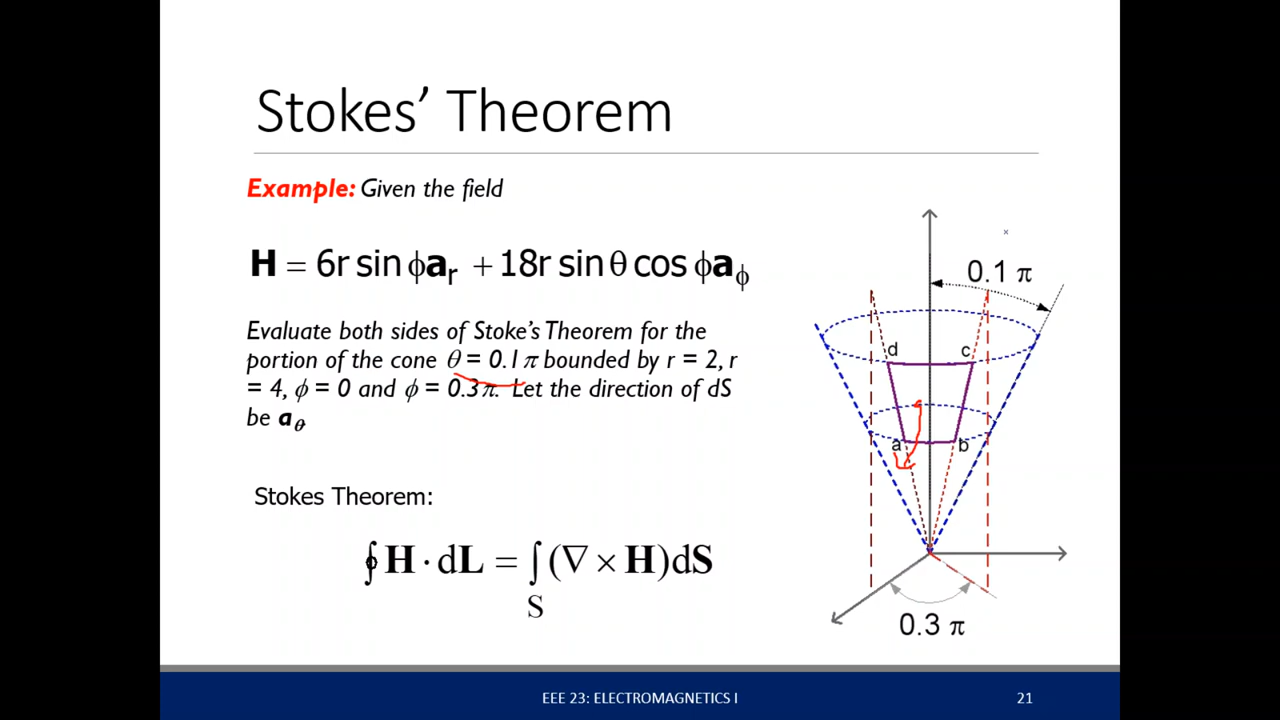 Stokes’ Theorem
Example: Given the field
H = 6r sin ϕa_r + 18r sin θ cos ϕa_ϕ
Evaluate both sides of Stoke’s Theorem for the
portion of the cone θ = 0.1π bounded by r = 2, r
= 4, ϕ = 0 and ϕ = 0.3π. Let the direction of dS
be a_θ.
Stokes Theorem:
∮ H · dL = ∫_S (∇ × H)dS
0.1 π
d c
a b
0.3 π
EEE 23: ELECTROMAGNETICS I
21